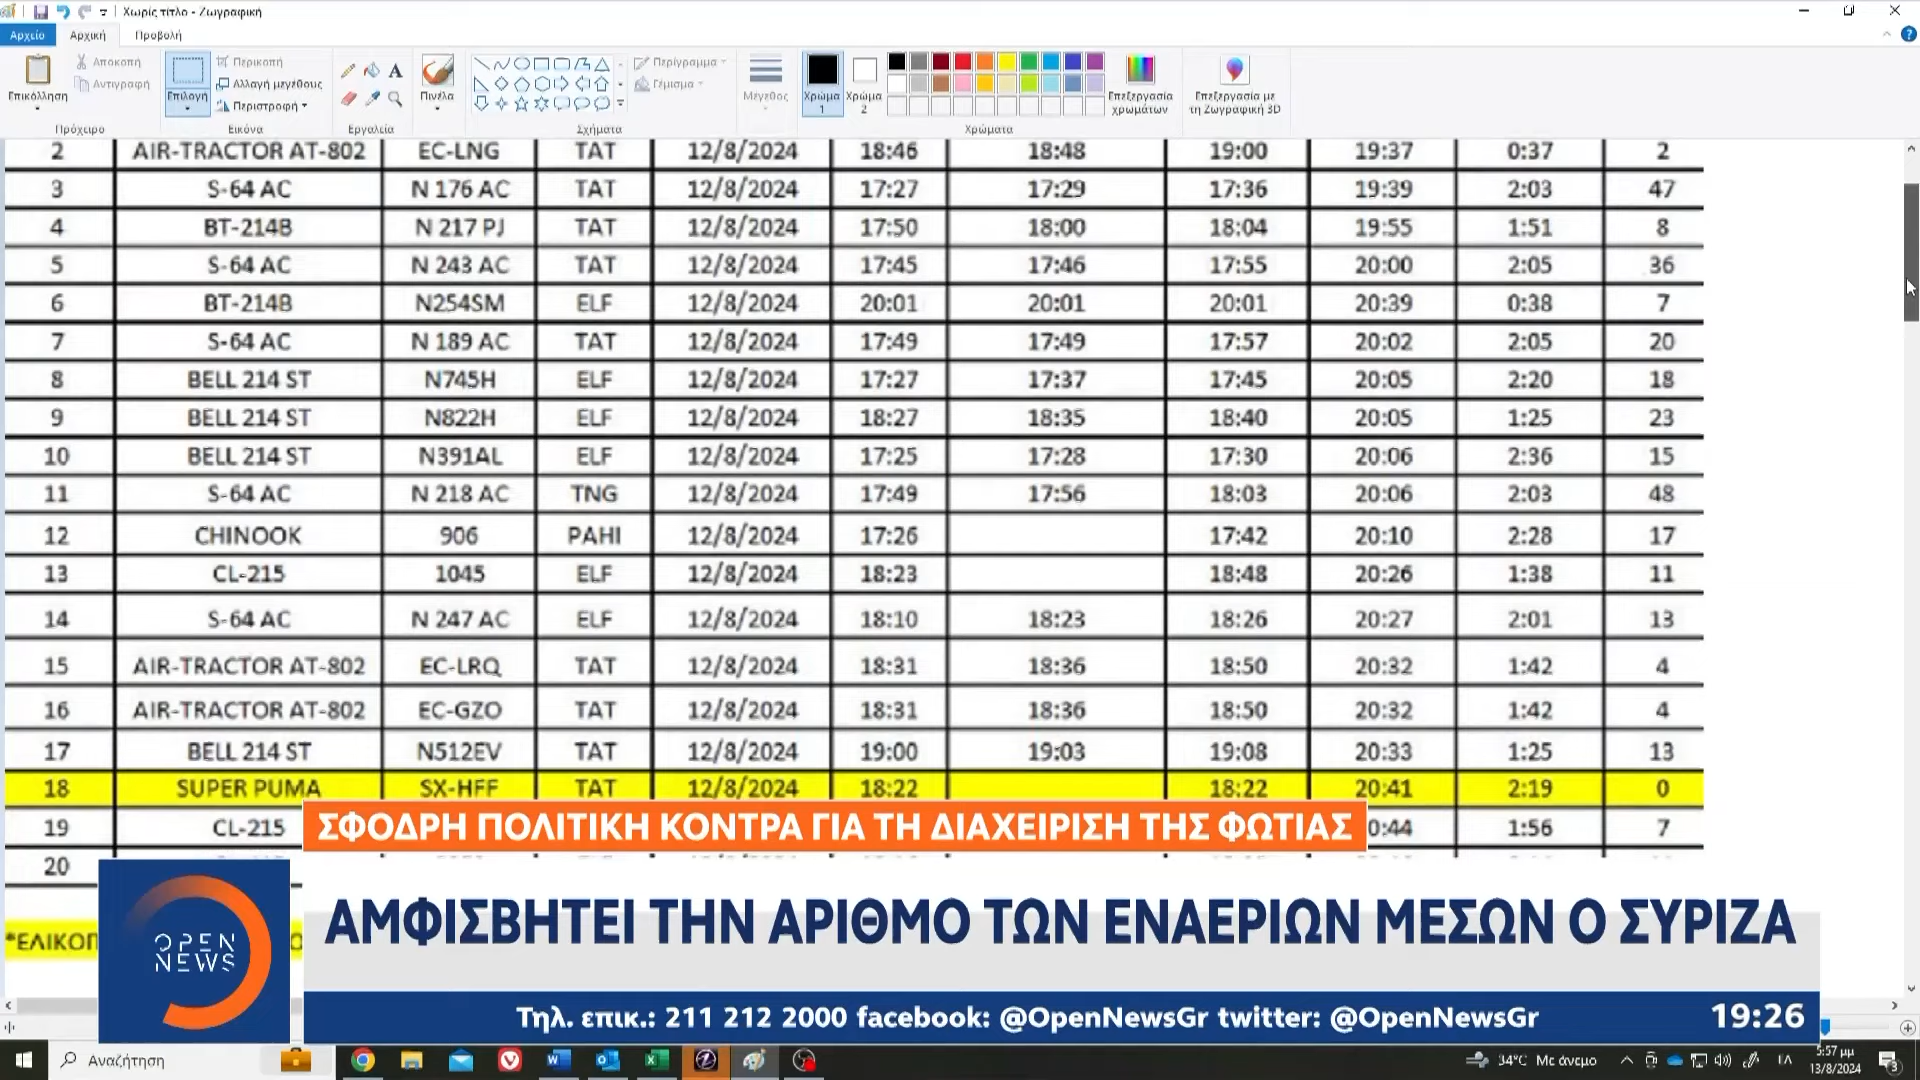 Χωρίς τίτλο - Ζωγραφική
Αρχείο Αρχική Προβολή
Επικόλληση Αποκοπή Αντιγραφή Πρόχειρο
Επιλογή Περικοπή Αλλαγή μεγέθους Περιστροφή Εικόνα
A Εργαλεία Πινέλα
Περίγραμμα Γέμισμα Σχήματα
Μέγεθος Χρώμα 1 Χρώμα 2 Επεξεργασία χρωμάτων Χρώματα
Επεξεργασία με τη Ζωγραφική 3D
2 AIR-TRACTOR AT-802 EC-LNG TAT 12/8/2024 18:46 18:48 19:00 19:37 0:37 2
3 S-64 AC N 176 AC TAT 12/8/2024 17:27 17:29 17:36 19:39 2:03 47
4 BT-214B N 217 PJ TAT 12/8/2024 17:50 18:00 18:04 19:55 1:51 8
5 S-64 AC N 243 AC TAT 12/8/2024 17:45 17:46 17:55 20:00 2:05 36
6 BT-214B N254SM ELF 12/8/2024 20:01 20:01 20:01 20:39 0:38 7
7 S-64 AC N 189 AC TAT 12/8/2024 17:49 17:49 17:57 20:02 2:05 20
8 BELL 214 ST N745H ELF 12/8/2024 17:27 17:37 17:45 20:05 2:20 18
9 BELL 214 ST N822H ELF 12/8/2024 18:27 18:35 18:40 20:05 1:25 23
10 BELL 214 ST N391AL ELF 12/8/2024 17:25 17:28 17:30 20:06 2:36 15
11 S-64 AC N 218 AC TNG 12/8/2024 17:49 17:56 18:03 20:06 2:03 48
12 CHINOOK 906 PAHI 12/8/2024 17:26 17:42 20:10 2:28 17
13 CL-215 1045 ELF 12/8/2024 18:23 18:48 20:26 1:38 11
14 S-64 AC N 247 AC ELF 12/8/2024 18:10 18:23 18:26 20:27 2:01 13
15 AIR-TRACTOR AT-802 EC-LRQ TAT 12/8/2024 18:31 18:36 18:50 20:32 1:42 4
16 AIR-TRACTOR AT-802 EC-GZO TAT 12/8/2024 18:31 18:36 18:50 20:32 1:42 4
17 BELL 214 ST N512EV TAT 12/8/2024 19:00 19:03 19:08 20:33 1:25 13
18 SUPER PUMA SX-HFF TAT 12/8/2024 18:22 18:22 20:41 2:19 0
19 CL-215 0:44 1:56 7
20
ΣΦΟΔΡΗ ΠΟΛΙΤΙΚΗ ΚΟΝΤΡΑ ΓΙΑ ΤΗ ΔΙΑΧΕΙΡΙΣΗ ΤΗΣ ΦΩΤΙΑΣ
*ΕΛΙΚΟΠ
OPEN NEWS
ΑΜΦΙΣΒΗΤΕΙ ΤΗΝ ΑΡΙΘΜΟ ΤΩΝ ΕΝΑΕΡΙΩΝ ΜΕΣΩΝ Ο ΣΥΡΙΖΑ
Τηλ. επικ.: 211 212 2000 facebook: @OpenNewsGr twitter: @OpenNewsGr 19:26
Αναζήτηση 34°C Με άνεμο ΕΛ 5:57 μμ
13/8/2024 3